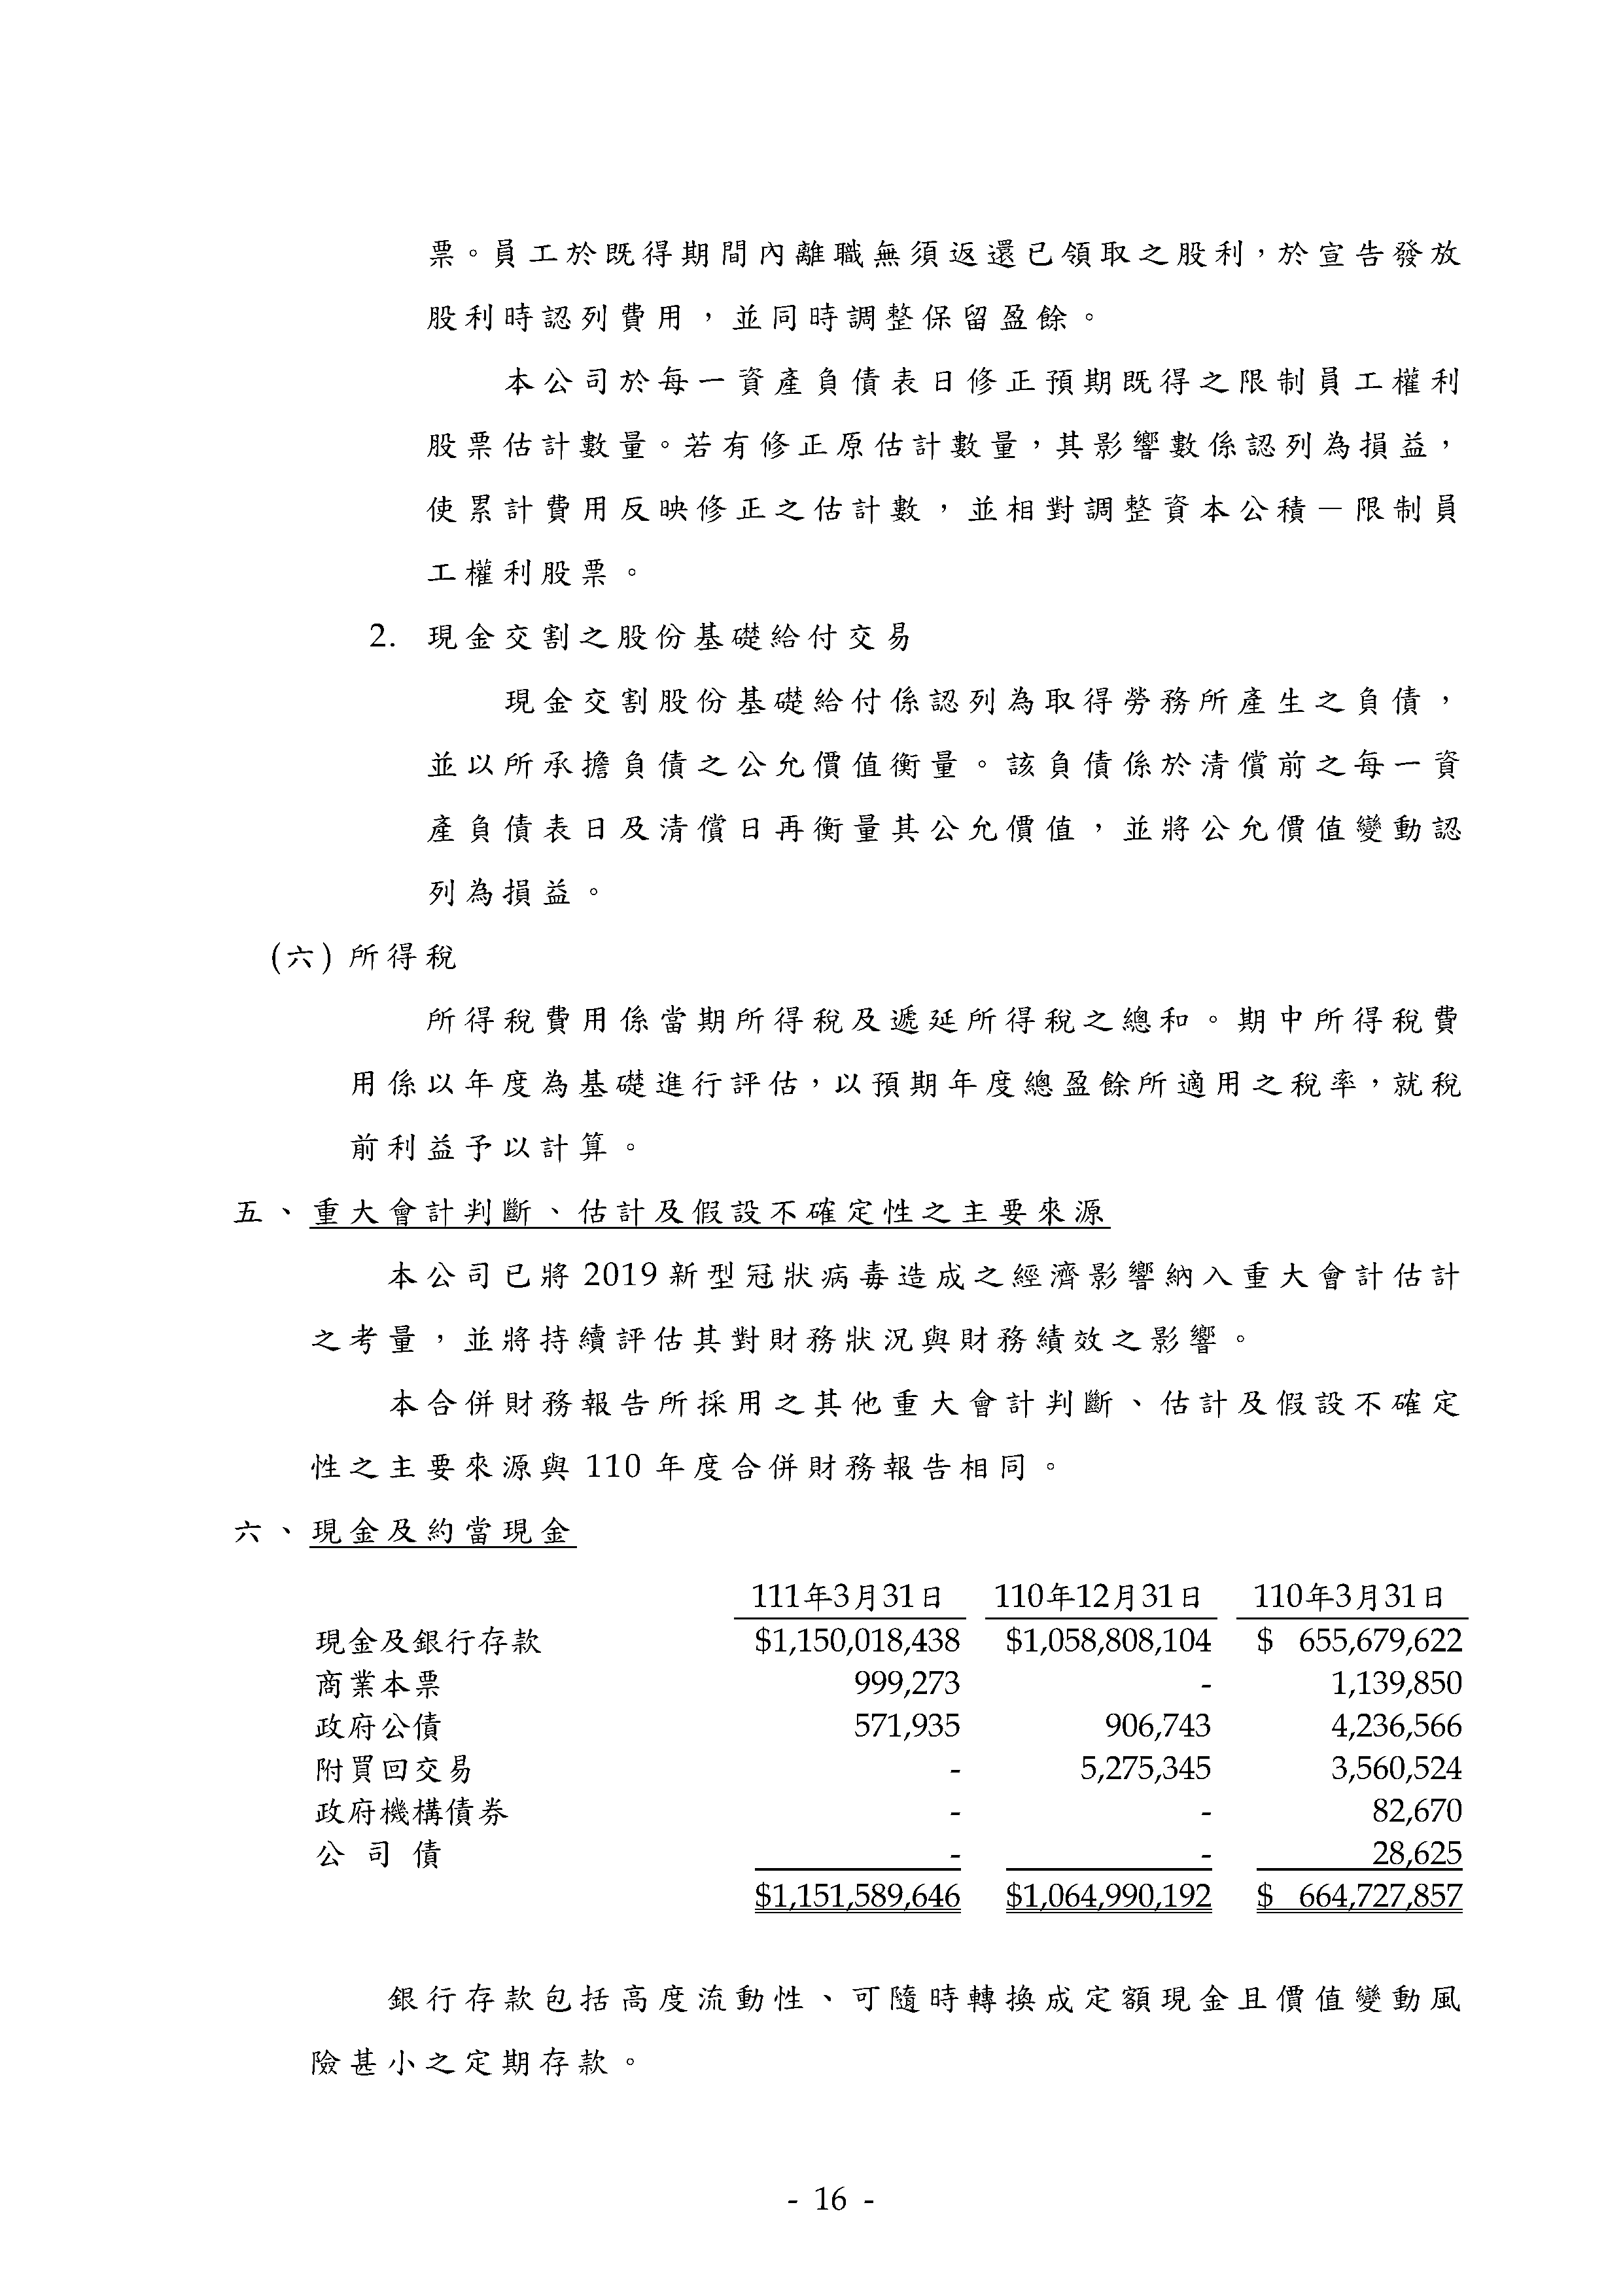 票。員工於既得期間內離職無須返還已領取之股利，於宣告發放
股利時認列費用，並同時調整保留盈餘。
本公司於每一資產負債表日修正預期既得之限制員工權利
股票估計數量。若有修正原估計數量，其影響數係認列為損益，
使累計費用反映修正之估計數，並相對調整資本公積－限制員
工權利股票。
2. 現金交割之股份基礎給付交易
現金交割股份基礎給付係認列為取得勞務所產生之負債，
並以所承擔負債之公允價值衡量。該負債係於清償前之每一資
產負債表日及清償日再衡量其公允價值，並將公允價值變動認
列為損益。
(六) 所得稅
所得稅費用係當期所得稅及遞延所得稅之總和。期中所得稅費
用係以年度為基礎進行評估，以預期年度總盈餘所適用之稅率，就稅
前利益予以計算。
五、重大會計判斷、估計及假設不確定性之主要來源
本公司已將 2019 新型冠狀病毒造成之經濟影響納入重大會計估計
之考量，並將持續評估其對財務狀況與財務績效之影響。
本合併財務報告所採用之其他重大會計判斷、估計及假設不確定
性之主要來源與 110 年度合併財務報告相同。
六、現金及約當現金
111年3月31日 110年12月31日 110年3月31日
現金及銀行存款 $1,150,018,438 $1,058,808,104 $ 655,679,622
商業本票 999,273 - 1,139,850
政府公債 571,935 906,743 4,236,566
附買回交易 - 5,275,345 3,560,524
政府機構債券 - - 82,670
公司債 - - 28,625
$1,151,589,646 $1,064,990,192 $ 664,727,857
銀行存款包括高度流動性、可隨時轉換成定額現金且價值變動風
險甚小之定期存款。
- 16 -